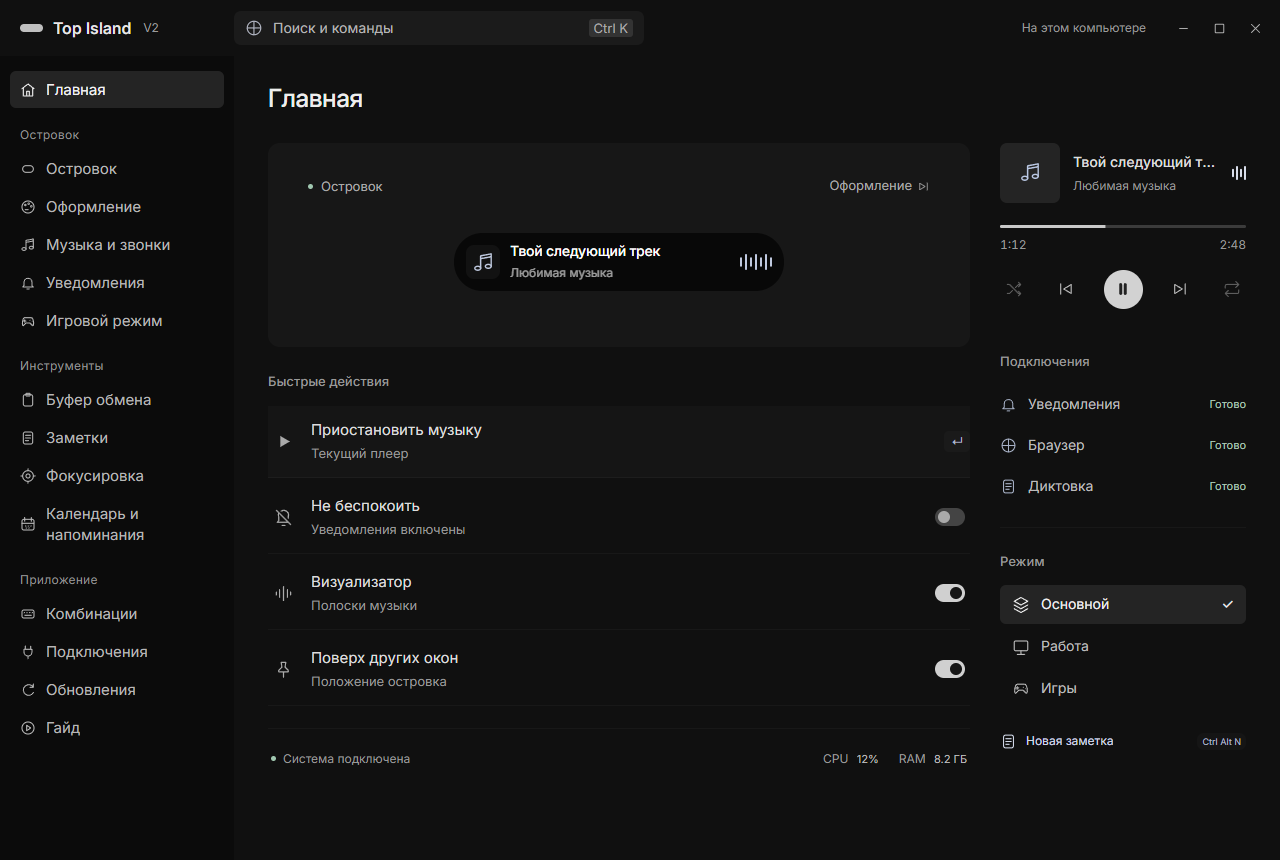 Top Island V2
Поиск и команды Ctrl K
На этом компьютере
Главная
Островок
Островок
Оформление
Музыка и звонки
Уведомления
Игровой режим
Инструменты
Буфер обмена
Заметки
Фокусировка
Календарь и
напоминания
Приложение
Комбинации
Подключения
Обновления
Гайд
Главная
Островок
Оформление
Твой следующий трек
Любимая музыка
Быстрые действия
Приостановить музыку
Текущий плеер
Не беспокоить
Уведомления включены
Визуализатор
Полоски музыки
Поверх других окон
Положение островка
Система подключена
CPU 12% RAM 8.2 ГБ
Твой следующий т...
Любимая музыка
1:12 2:48
Подключения
Уведомления Готово
Браузер Готово
Диктовка Готово
Режим
Основной
Работа
Игры
Новая заметка Ctrl Alt N